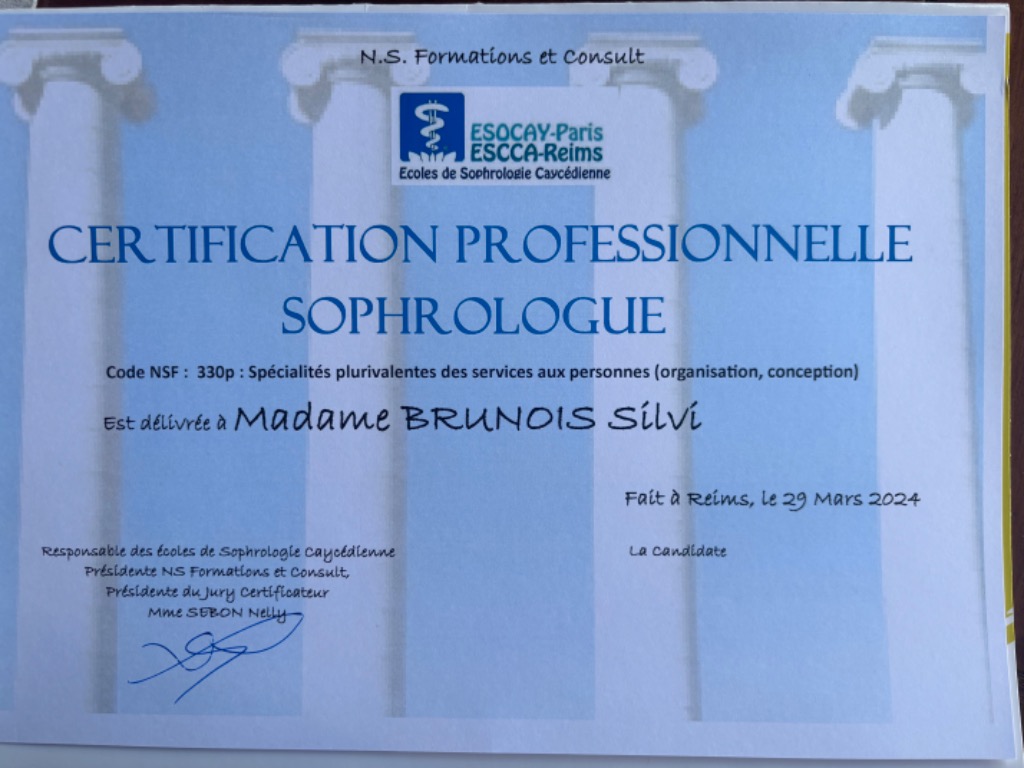 N.S. Formations et Consult
ESOCAY-Paris
ESCCA-Reims
Ecoles de Sophrologie Caycédienne
CERTIFICATION PROFESSIONNELLE
SOPHROLOGUE
Code NSF : 330p : Spécialités plurivalentes des services aux personnes (organisation, conception)
Est délivrée à Madame BRUNOIS Silvi
Fait à Reims, le 29 Mars 2024
Responsable des écoles de Sophrologie Caycédienne
Présidente NS Formations et Consult,
Présidente du Jury Certificateur
Mme SEBON Nelly
La Candidate